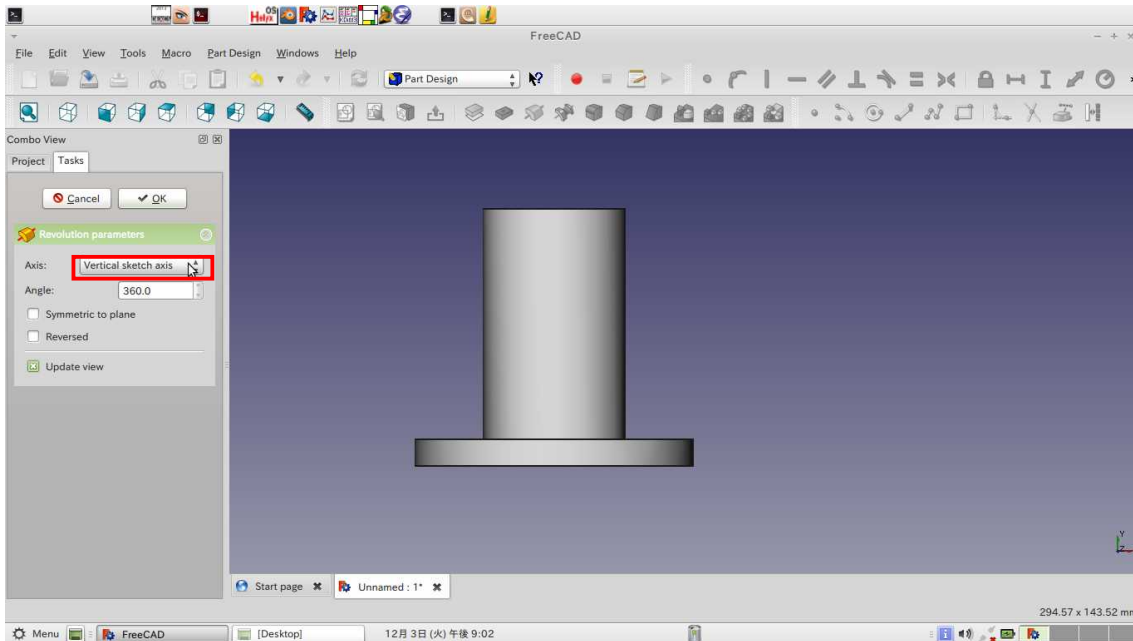 FreeCAD
File Edit View Tools Macro Part Design Windows Help
Part Design
Combo View
Project Tasks
Cancel OK
Revolution parameters
Axis: Vertical sketch axis
Angle: 360.0
Symmetric to plane
Reversed
Update view
Y
Z
Start page Unnamed : 1*
294.57 x 143.52 mm
Menu FreeCAD [Desktop] 12月 3日 (火) 午後 9:02